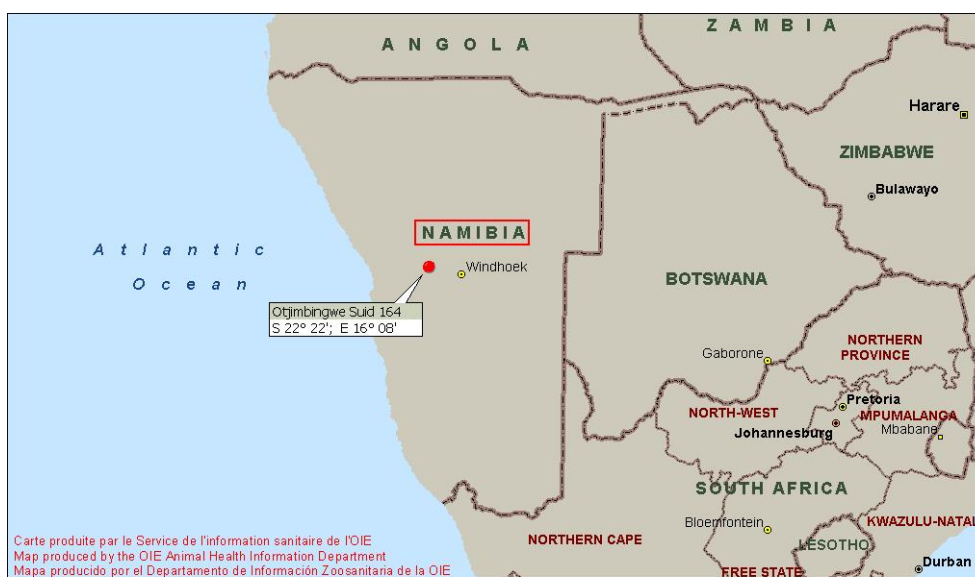 A N G O L A
Z A M B I A
Harare
ZIMBABWE
Bulawayo
NAMIBIA
Atlantic
Ocean
Windhoek
BOTSWANA
Otjimbingwe Suid 164
S 22° 22'; E 16° 08'
NORTHERN
PROVINCE
Gaborone
Pretoria
NORTH-WEST
MPUMALANGA
Johannesburg
Mbabane
SOUTH AFRICA
Bloemfontein
KWAZULU-NATAL
NORTHERN CAPE
LESOTHO
Durban
FREE STATE
Carte produite par le Service de l'information sanitaire de l'OIE
Map produced by the OIE Animal Health Information Department
Mapa producido por el Departamento de Información Zoosanitaria de la OIE